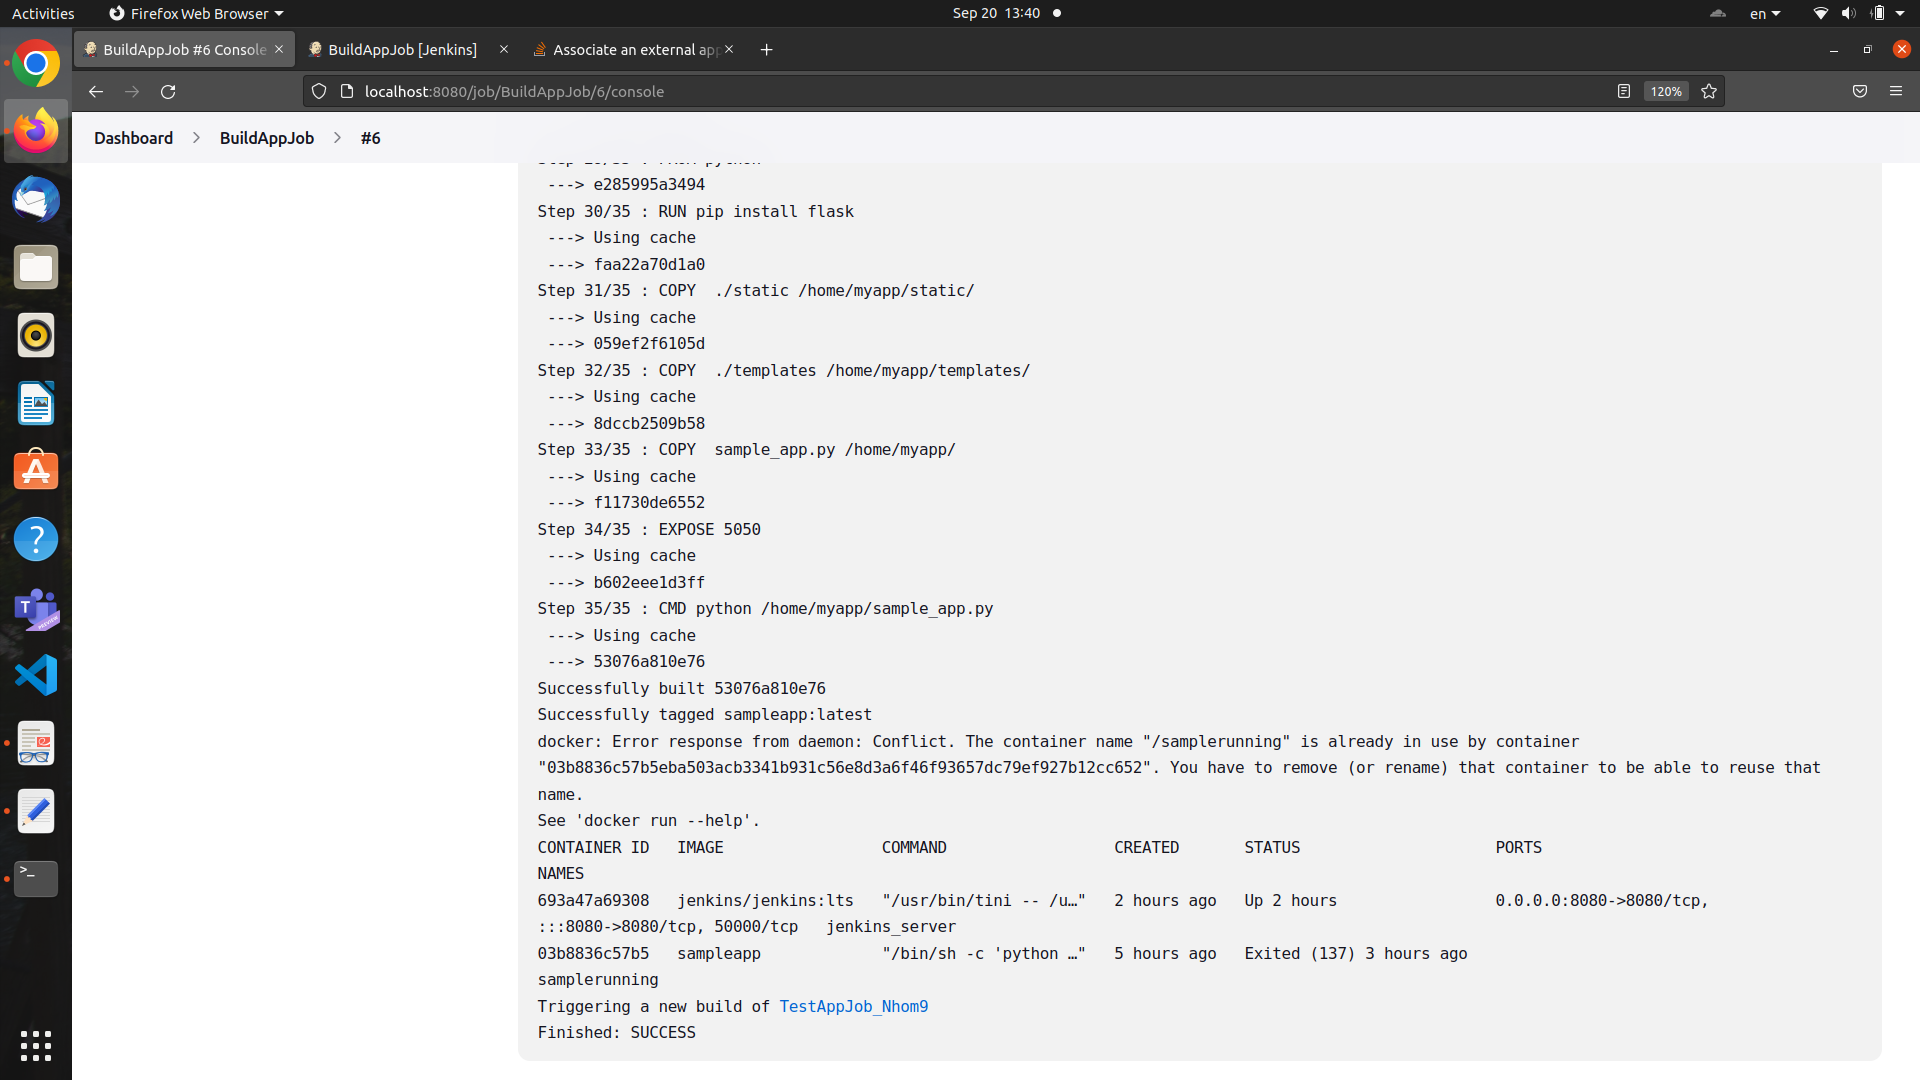 Activities
Firefox Web Browser
Sep 20 13:40
en
BuildAppJob #6 Console
BuildAppJob [Jenkins]
Associate an external app
localhost:8080/job/BuildAppJob/6/console
120%
Dashboard
BuildAppJob
#6
---> e285995a3494
Step 30/35 : RUN pip install flask
---> Using cache
---> faa22a70d1a0
Step 31/35 : COPY  ./static /home/myapp/static/
---> Using cache
---> 059ef2f6105d
Step 32/35 : COPY  ./templates /home/myapp/templates/
---> Using cache
---> 8dccb2509b58
Step 33/35 : COPY  sample_app.py /home/myapp/
---> Using cache
---> f11730de6552
Step 34/35 : EXPOSE 5050
---> Using cache
---> b602eee1d3ff
Step 35/35 : CMD python /home/myapp/sample_app.py
---> Using cache
---> 53076a810e76
Successfully built 53076a810e76
Successfully tagged sampleapp:latest
docker: Error response from daemon: Conflict. The container name "/samplerunning" is already in use by container
"03b8836c57b5eba503acb3341b931c56e8d3a6f46f93657dc79ef927b12cc652". You have to remove (or rename) that container to be able to reuse that
name.
See 'docker run --help'.
CONTAINER ID   IMAGE                 COMMAND                  CREATED       STATUS                     PORTS
NAMES
693a47a69308   jenkins/jenkins:lts   "/usr/bin/tini -- /u…"   2 hours ago   Up 2 hours                 0.0.0.0:8080->8080/tcp,
:::8080->8080/tcp, 50000/tcp   jenkins_server
03b8836c57b5   sampleapp             "/bin/sh -c 'python …"   5 hours ago   Exited (137) 3 hours ago
samplerunning
Triggering a new build of TestAppJob_Nhom9
Finished: SUCCESS